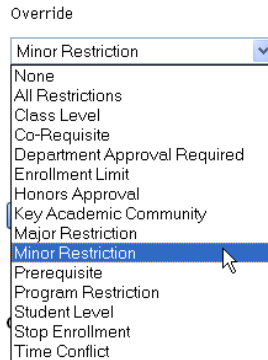 Override
Minor Restriction
None
All Restrictions
Class Level
Co-Requisite
Department Approval Required
Enrollment Limit
Honors Approval
Key Academic Community
Major Restriction
Minor Restriction
Prerequisite
Program Restriction
Student Level
Stop Enrollment
Time Conflict